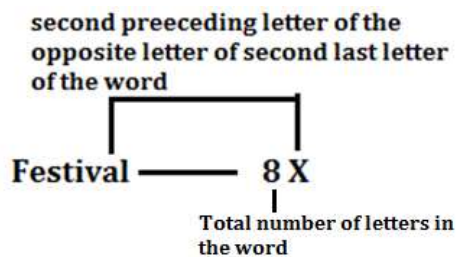 second preeceding letter of the
opposite letter of second last letter
of the word
Festival 8 X
Total number of letters in
the word